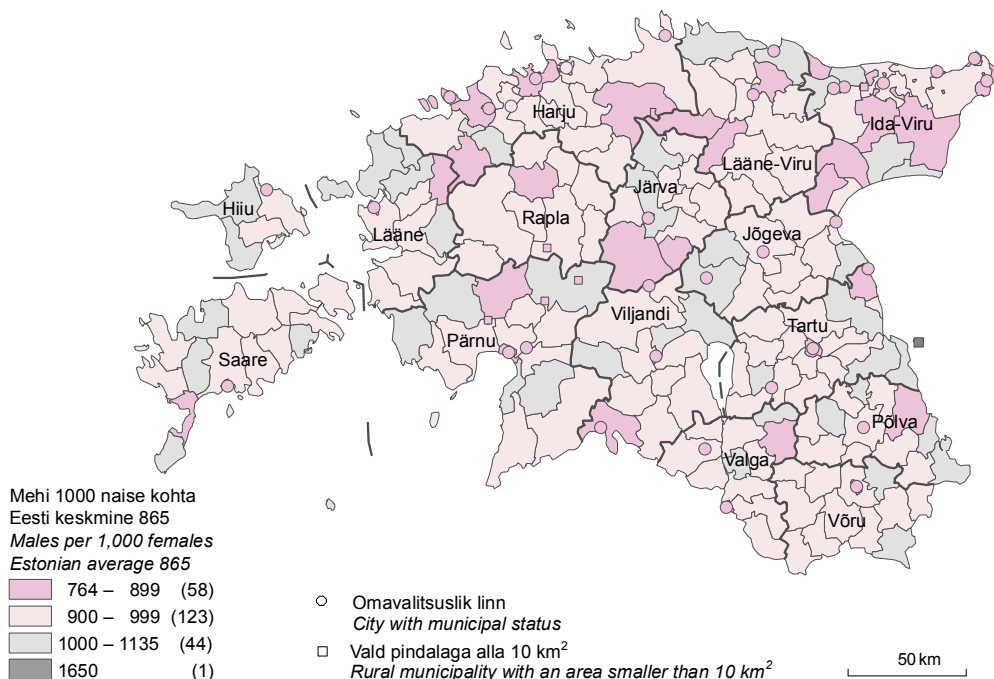 Harju
Ida-Viru
Lääne-Viru
Järva
Hiiu
Lääne
Rapla
Jõgeva
Viljandi
Tartu
Pärnu
Saare
Põlva
Valga
Võru
Mehi 1000 naise kohta
Eesti keskmine 865
Males per 1,000 females
Estonian average 865
764 – 899 (58)
900 – 999 (123)
1000 – 1135 (44)
1650 (1)
Omavalitsuslik linn
City with municipal status
Vald pindalaga alla 10 km²
Rural municipality with an area smaller than 10 km²
50 km